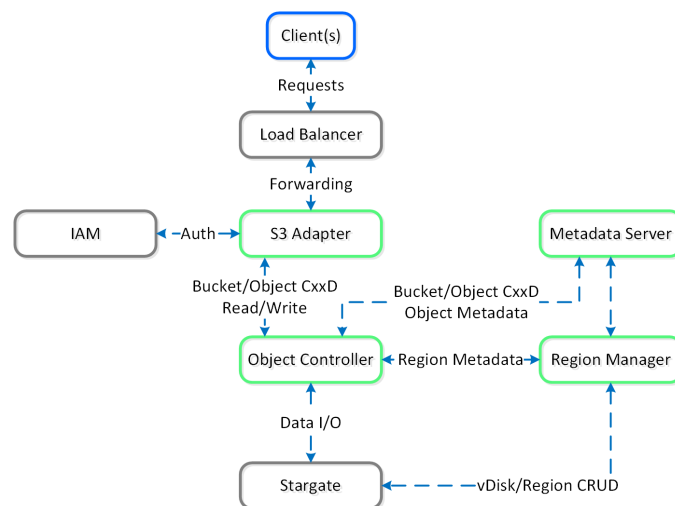 Client(s)
Requests
Load Balancer
Forwarding
IAM
Auth
S3 Adapter
Metadata Server
Bucket/Object CxxD
Read/Write
Bucket/Object CxxD
Object Metadata
Object Controller
Region Metadata
Region Manager
Data I/O
Stargate
vDisk/Region CRUD